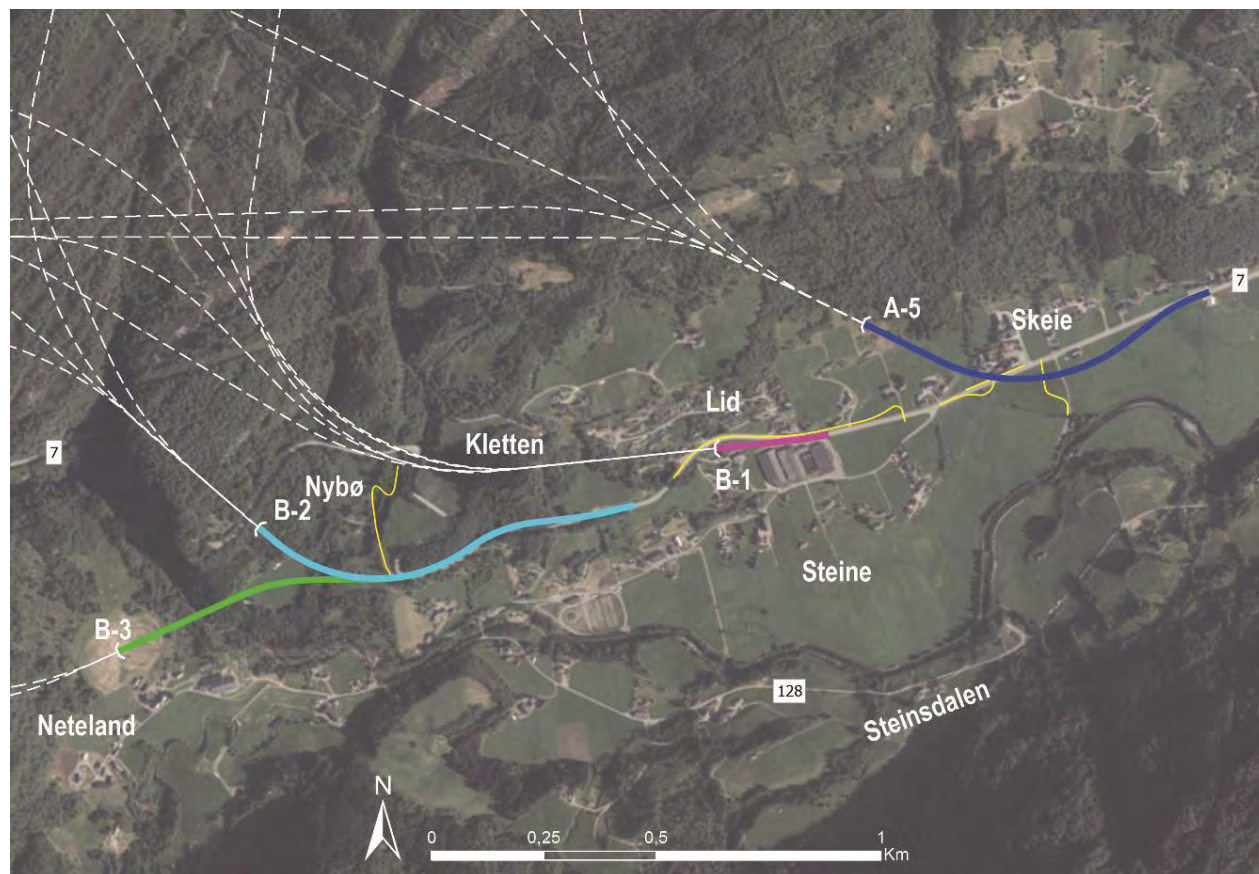 7
A-5
Skeie
Lid
Kletten
7
Nybø
B-1
B-2
Steine
B-3
128
Neteland
Steinsdalen
N
0 0,25 0,5 1
Km